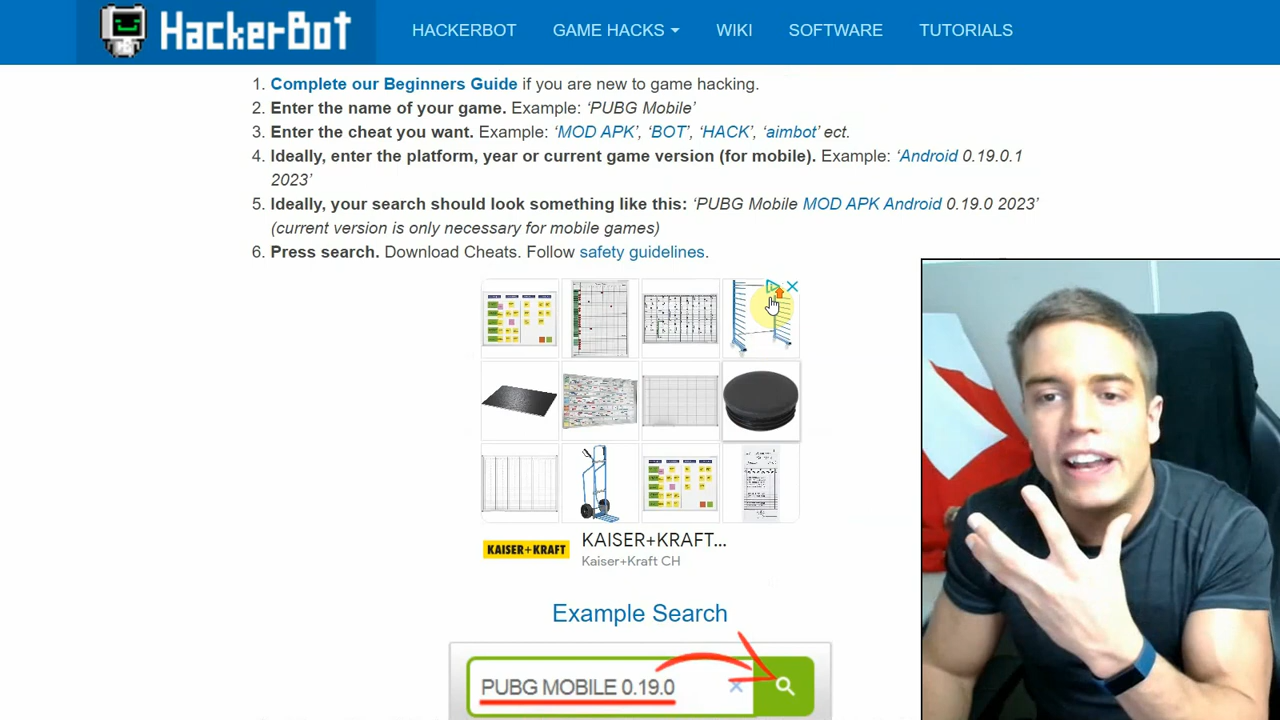 HackerBot
HACKERBOT GAME HACKS WIKI SOFTWARE TUTORIALS
1. Complete our Beginners Guide if you are new to game hacking.
2. Enter the name of your game. Example: ‘PUBG Mobile’
3. Enter the cheat you want. Example: ‘MOD APK’, ‘BOT’, ‘HACK’, ‘aimbot’ ect.
4. Ideally, enter the platform, year or current game version (for mobile). Example: ‘Android 0.19.0.1
2023’
5. Ideally, your search should look something like this: ‘PUBG Mobile MOD APK Android 0.19.0 2023’
(current version is only necessary for mobile games)
6. Press search. Download Cheats. Follow safety guidelines.
KAISER+KRAFT
KAISER+KRAFT...
Kaiser+Kraft CH
Example Search
PUBG MOBILE 0.19.0